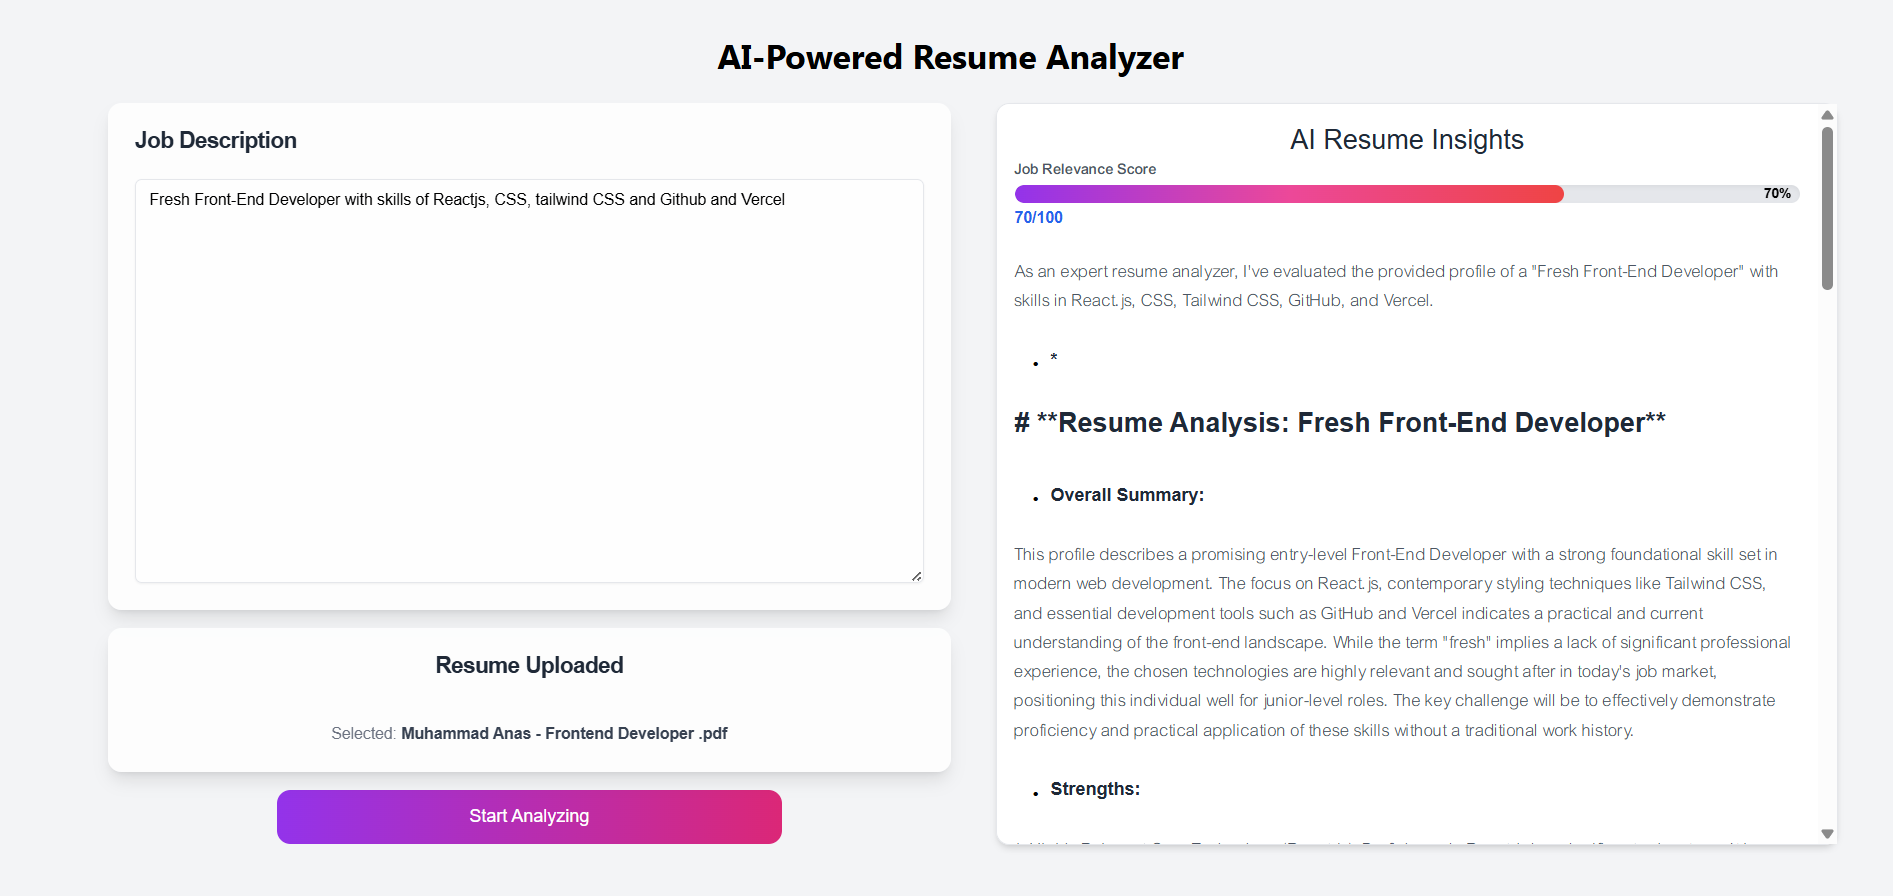 AI-Powered Resume Analyzer
Job Description
Fresh Front-End Developer with skills of Reactjs, CSS, tailwind CSS and Github and Vercel
Resume Uploaded
Selected: Muhammad Anas - Frontend Developer .pdf
Start Analyzing
AI Resume Insights
Job Relevance Score
70%
70/100
As an expert resume analyzer, I've evaluated the provided profile of a "Fresh Front-End Developer" with
skills in React.js, CSS, Tailwind CSS, GitHub, and Vercel.
• *
# **Resume Analysis: Fresh Front-End Developer**
• Overall Summary:
This profile describes a promising entry-level Front-End Developer with a strong foundational skill set in
modern web development. The focus on React.js, contemporary styling techniques like Tailwind CSS,
and essential development tools such as GitHub and Vercel indicates a practical and current
understanding of the front-end landscape. While the term "fresh" implies a lack of significant professional
experience, the chosen technologies are highly relevant and sought after in today's job market,
positioning this individual well for junior-level roles. The key challenge will be to effectively demonstrate
proficiency and practical application of these skills without a traditional work history.
• Strengths: